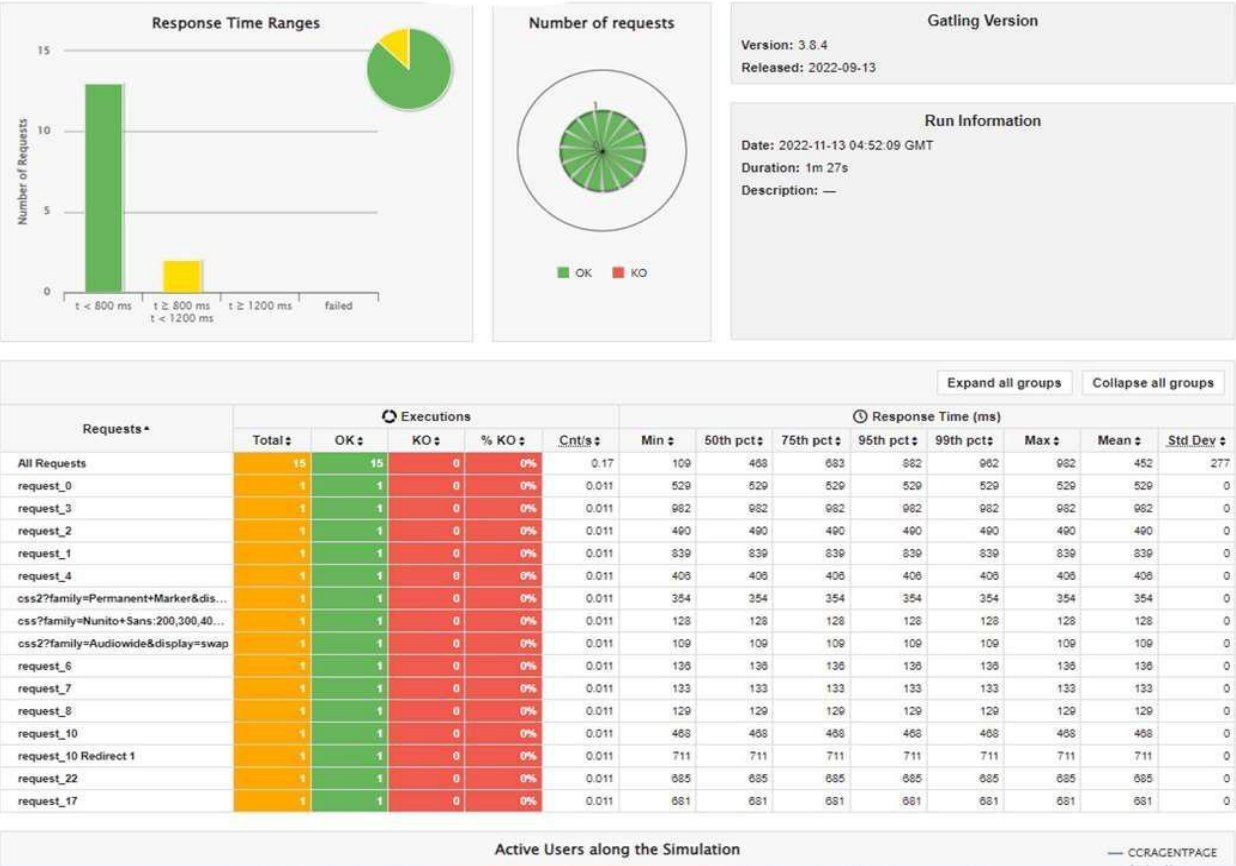 Response Time Ranges
15
10
5
0
Number of Requests
t < 800 ms
t ≥ 800 ms
t < 1200 ms
t ≥ 1200 ms
failed
Number of requests
1
0
OK KO
Gatling Version
Version: 3.8.4
Released: 2022-09-13
Run Information
Date: 2022-11-13 04:52:09 GMT
Duration: 1m 27s
Description: —
Expand all groups Collapse all groups
Requests Executions Response Time (ms)
Total OK KO % KO Cnt/s Min 50th pct 75th pct 95th pct 99th pct Max Mean Std Dev
All Requests 15 15 0 0% 0.17 109 468 683 882 962 982 452 277
request_0 1 1 0 0% 0.011 529 529 529 529 529 529 529 0
request_3 1 1 0 0% 0.011 982 982 982 982 982 982 982 0
request_2 1 1 0 0% 0.011 490 490 490 490 490 490 490 0
request_1 1 1 0 0% 0.011 839 839 839 839 839 839 839 0
request_4 1 1 0 0% 0.011 406 406 406 406 406 406 406 0
css2?family=Permanent+Marker&dis... 1 1 0 0% 0.011 354 354 354 354 354 354 354 0
css?family=Nunito+Sans:200,300,40... 1 1 0 0% 0.011 128 128 128 128 128 128 128 0
css2?family=Audiowide&display=swap 1 1 0 0% 0.011 109 109 109 109 109 109 109 0
request_6 1 1 0 0% 0.011 136 136 136 136 136 136 136 0
request_7 1 1 0 0% 0.011 133 133 133 133 133 133 133 0
request_8 1 1 0 0% 0.011 129 129 129 129 129 129 129 0
request_10 1 1 0 0% 0.011 468 468 468 468 468 468 468 0
request_10 Redirect 1 1 1 0 0% 0.011 711 711 711 711 711 711 711 0
request_22 1 1 0 0% 0.011 685 685 685 685 685 685 685 0
request_17 1 1 0 0% 0.011 681 681 681 681 681 681 681 0
Active Users along the Simulation
CCRAGENTPAGE